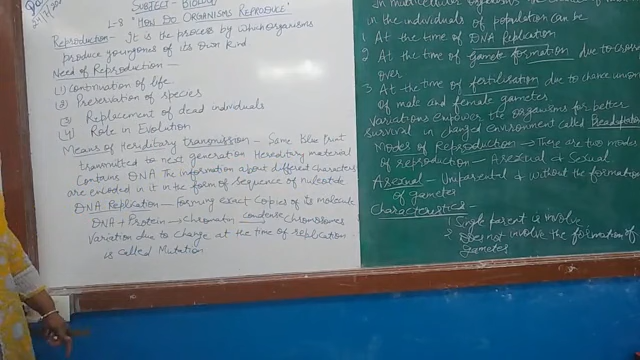 SUBJECT - BIOLOGY
L-8 "HOW DO ORGANISMS REPRODUCE"
Reproduction - It is the process by which organisms
produce young ones of its own kind
Need of Reproduction -
(1) Continuation of life
(2) Preservation of species
(3) Replacement of dead individuals
(4) Role in Evolution
Means of Hereditary transmission - Same Blue Print
transmitted to next generation Hereditary material
Contains DNA The information about different characters
are encoded in it in the form of sequence of nucleotide
DNA Replication - Forming exact Copies of its molecule
DNA + Protein → Chromatin condense → Chromosomes
Variation due to change at the time of replication
is called Mutation
in the individuals of population can be
1 At the time of DNA Replication
2 At the time of gamete formation due to cross
over
3 At the time of fertilisation due to chance union
of male and female gametes
Variations empower the organisms for better
survival in changed environment called
Modes of Reproduction - There are two modes
of reproduction - Asexual & Sexual
Asexual - Uniparental & without the formation
of gametes
Characteristics -
1 Single parent is involve
2 Does not involve the formation of
gametes